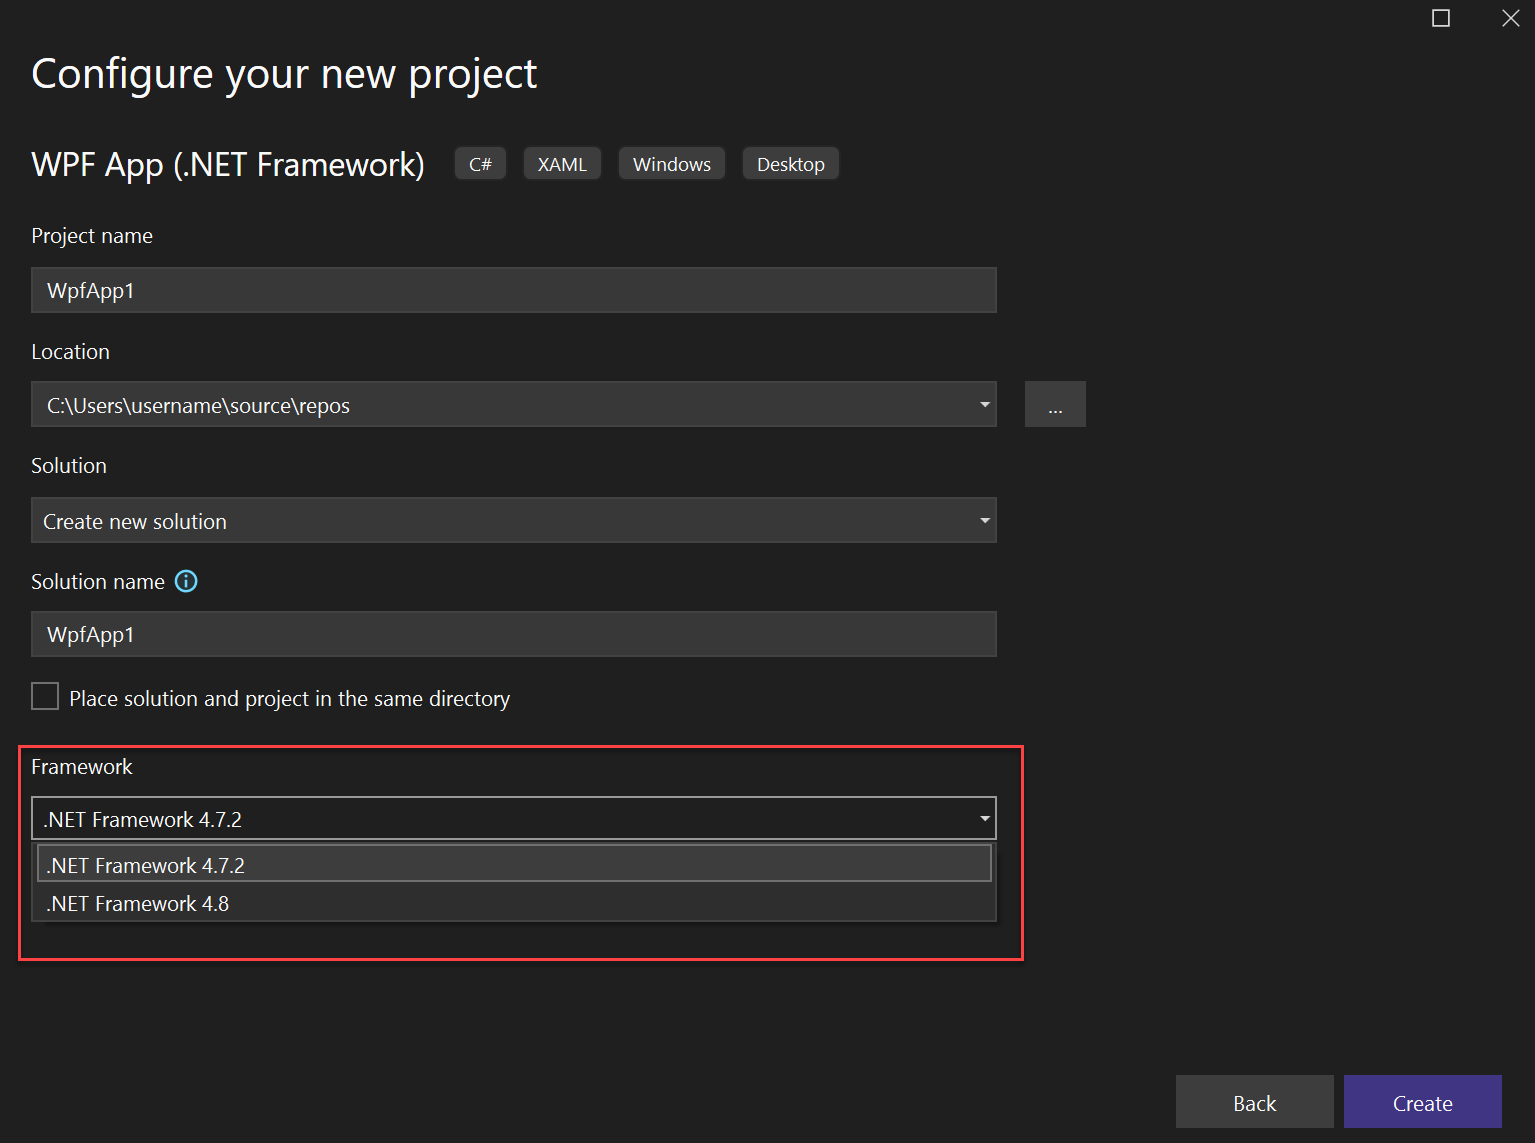 Configure your new project
WPF App (.NET Framework) C# XAML Windows Desktop
Project name
WpfApp1
Location
C:\Users\username\source\repos
...
Solution
Create new solution
Solution name
WpfApp1
Place solution and project in the same directory
Framework
.NET Framework 4.7.2
.NET Framework 4.7.2
.NET Framework 4.8
Back Create